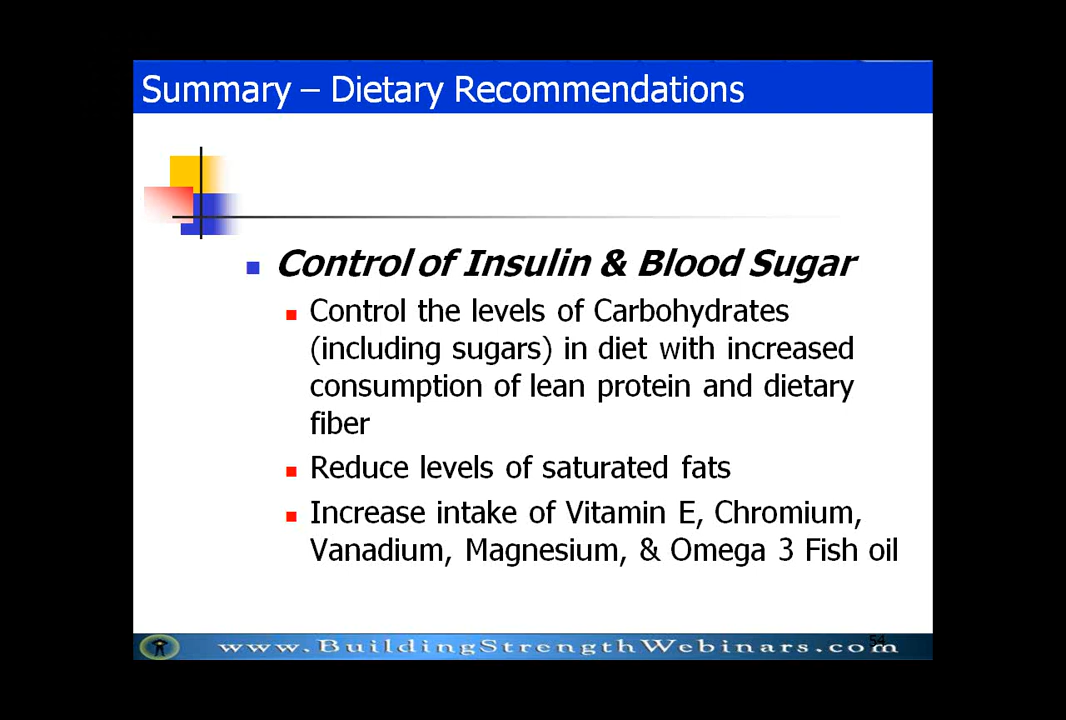 Summary – Dietary Recommendations
Control of Insulin & Blood Sugar
Control the levels of Carbohydrates
(including sugars) in diet with increased
consumption of lean protein and dietary
fiber
Reduce levels of saturated fats
Increase intake of Vitamin E, Chromium,
Vanadium, Magnesium, & Omega 3 Fish oil
54
www.BuildingStrengthWebinars.com